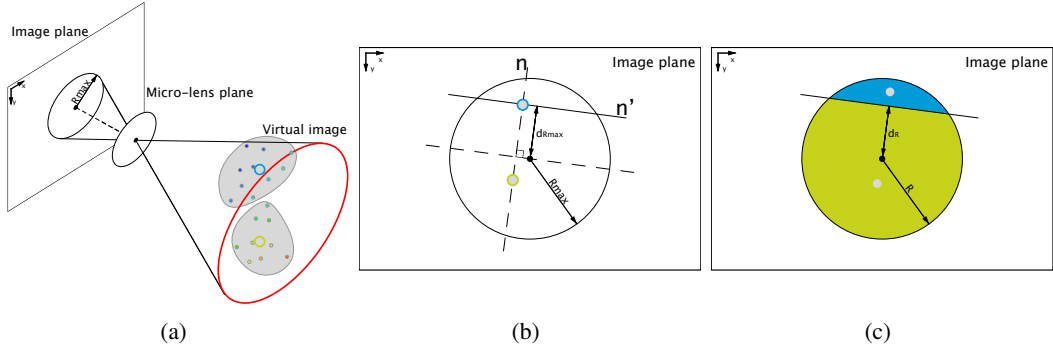 Image plane
x
y
Rmax
Micro-lens plane
Virtual image
(a)
x
y
n
Image plane
n'
dRmax
Rmax
(b)
x
y
Image plane
dR
R
(c)